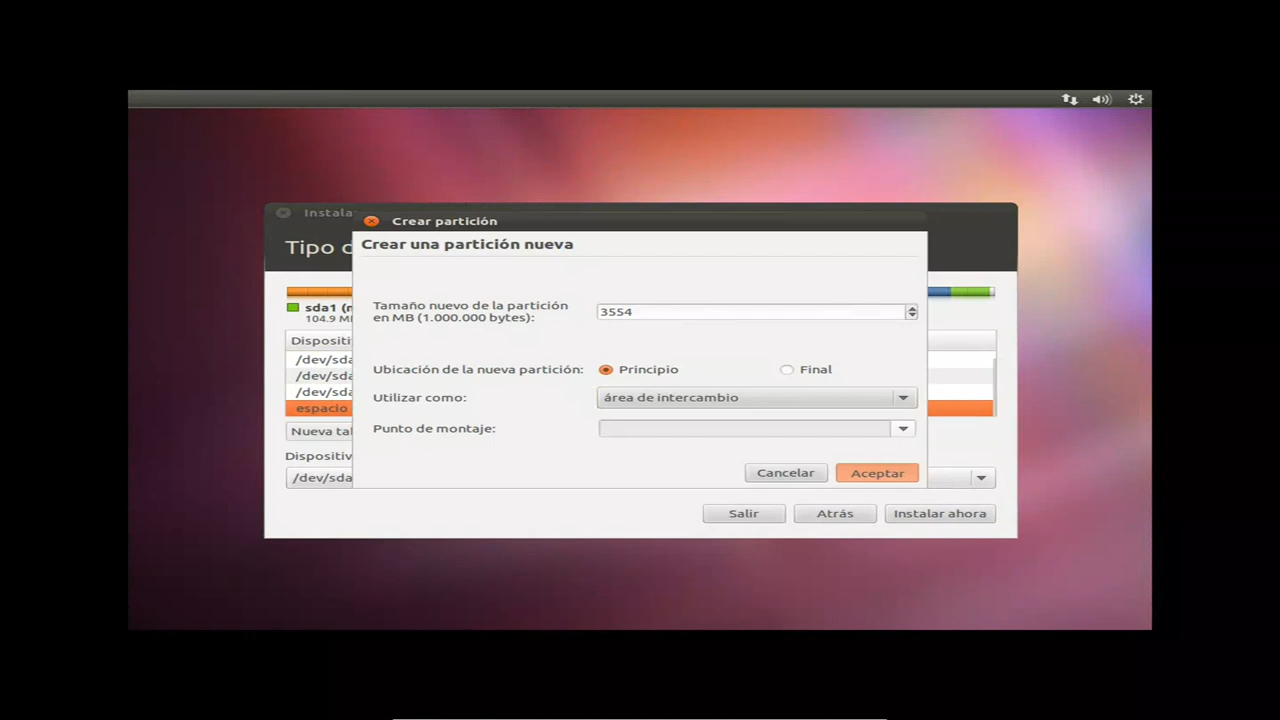 Instala
Crear partición
Tipo
Crear una partición nueva
sda1
104.9
Tamaño nuevo de la partición
en MB (1.000.000 bytes):
3554
Ubicación de la nueva partición:
Principio
Final
Utilizar como:
área de intercambio
Punto de montaje:
Dispositi
/dev/sda
/dev/sda
/dev/sda
espacio
Nueva tal
Dispositiv
/dev/sda
Cancelar
Aceptar
Salir
Atrás
Instalar ahora